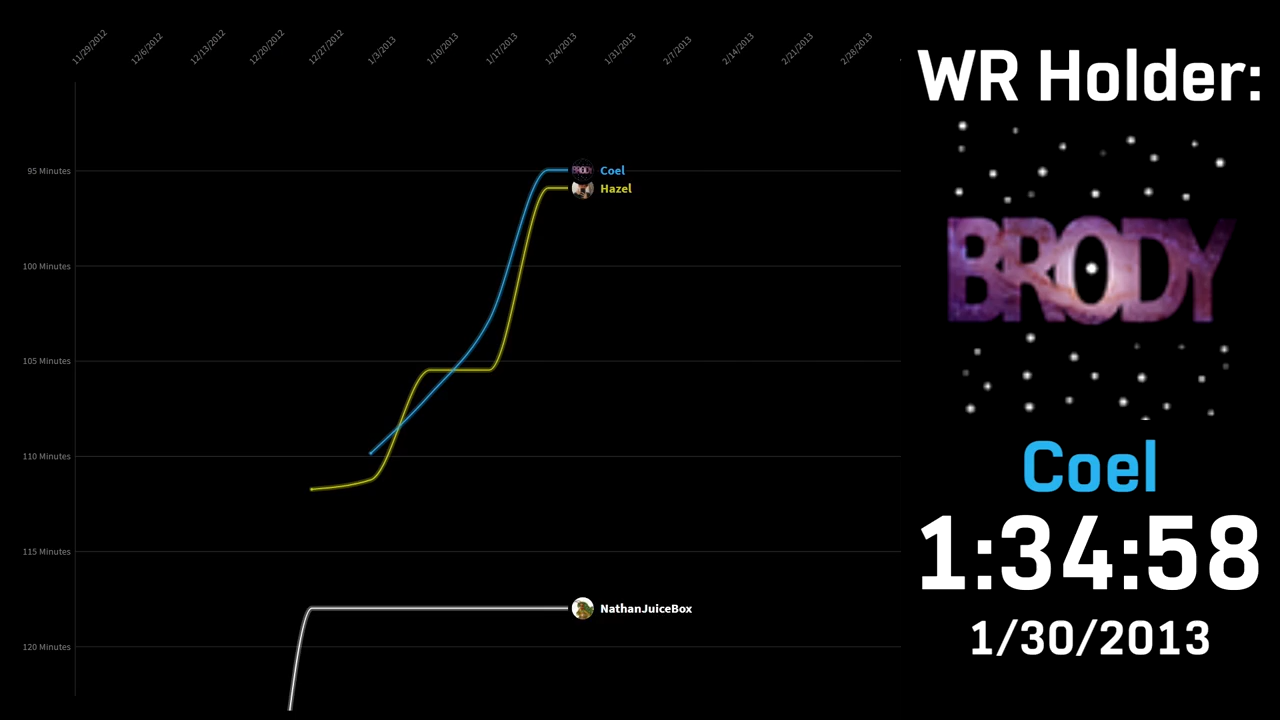 11/29/2012
12/6/2012
12/13/2012
12/20/2012
12/27/2012
1/3/2013
1/10/2013
1/17/2013
1/24/2013
1/31/2013
2/7/2013
2/14/2013
2/21/2013
2/28/2013
95 Minutes
100 Minutes
105 Minutes
110 Minutes
115 Minutes
120 Minutes
BRODY
Coel
Hazel
NathanJuiceBox
WR Holder:
BRODY
Coel
1:34:58
1/30/2013